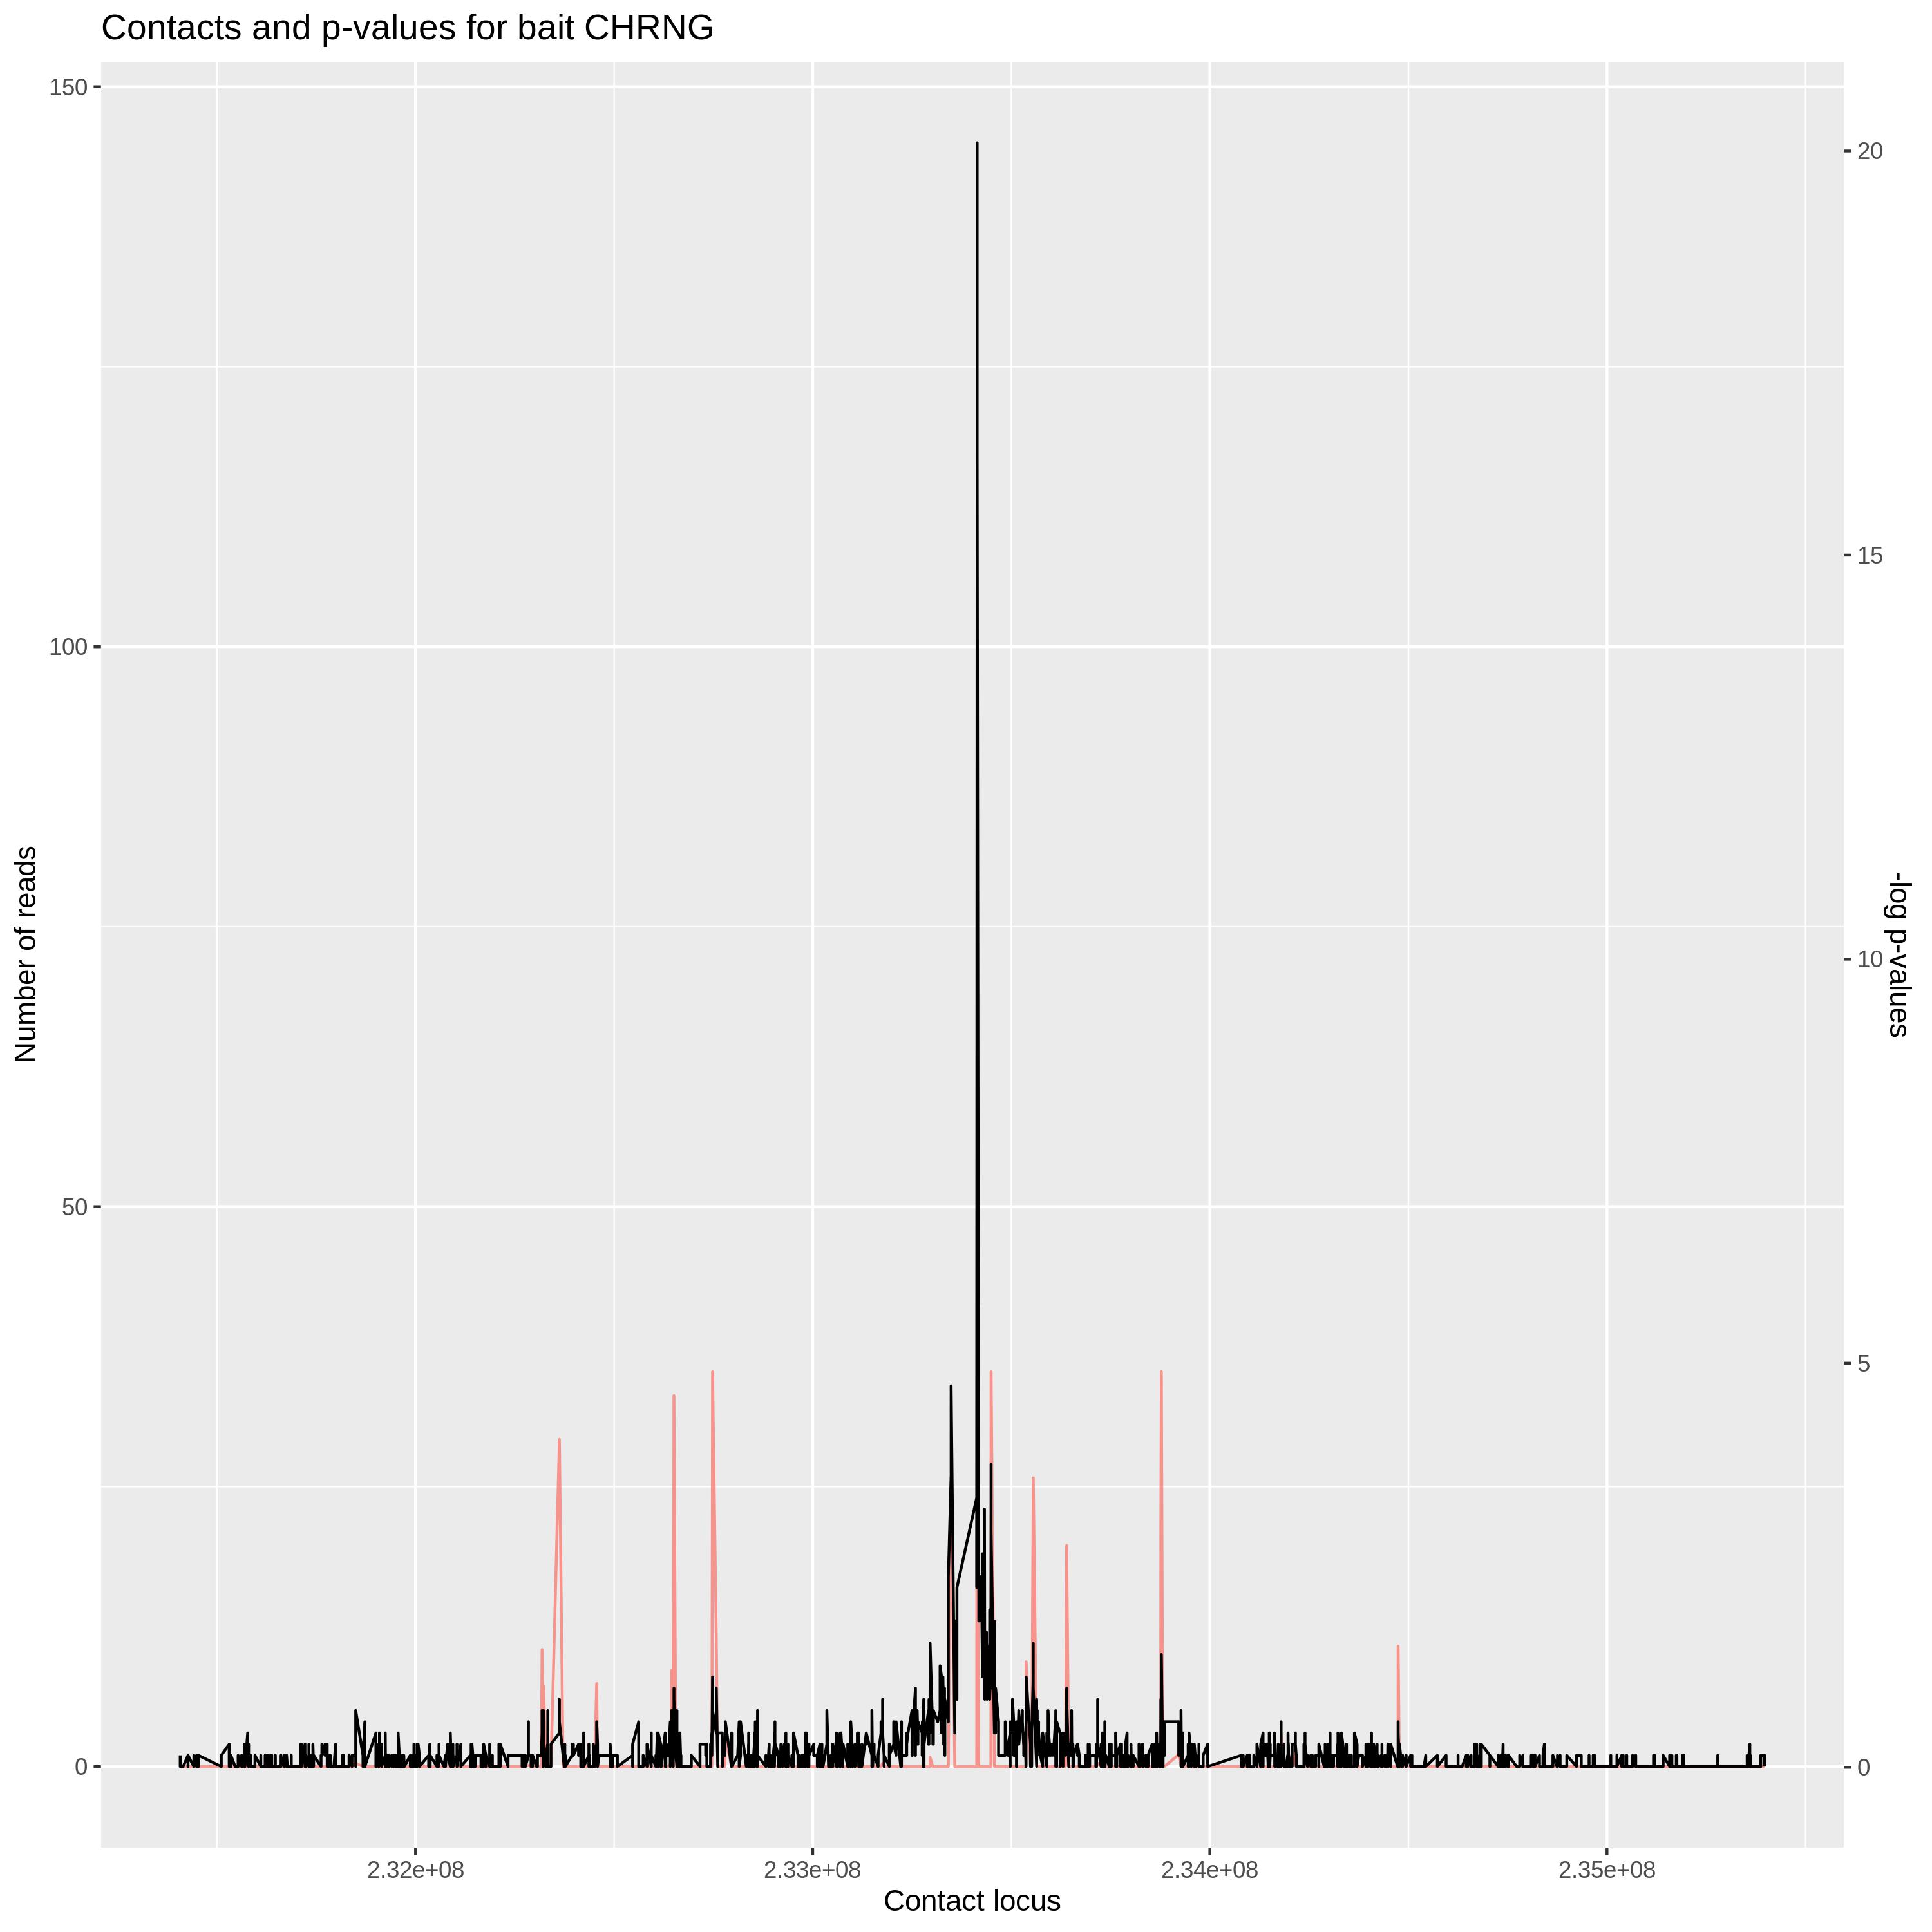 Contacts and p-values for bait CHRNG
150
100
50
0
Number of reads
20
15
10
5
0
-log p-values
2.32e+08
2.33e+08
2.34e+08
2.35e+08
Contact locus